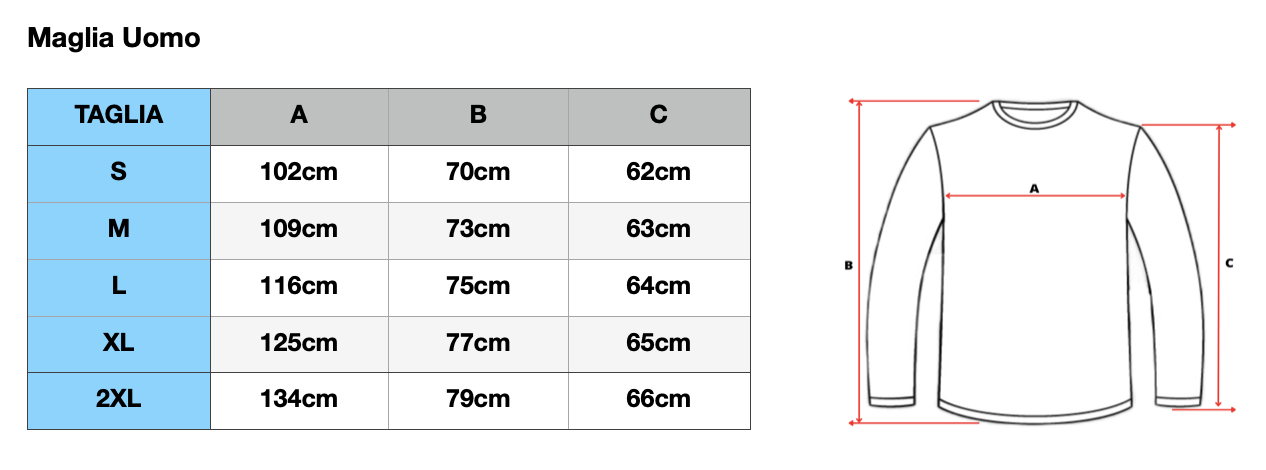 Maglia Uomo
TAGLIA A B C
S 102cm 70cm 62cm
M 109cm 73cm 63cm
L 116cm 75cm 64cm
XL 125cm 77cm 65cm
2XL 134cm 79cm 66cm
A
B
C